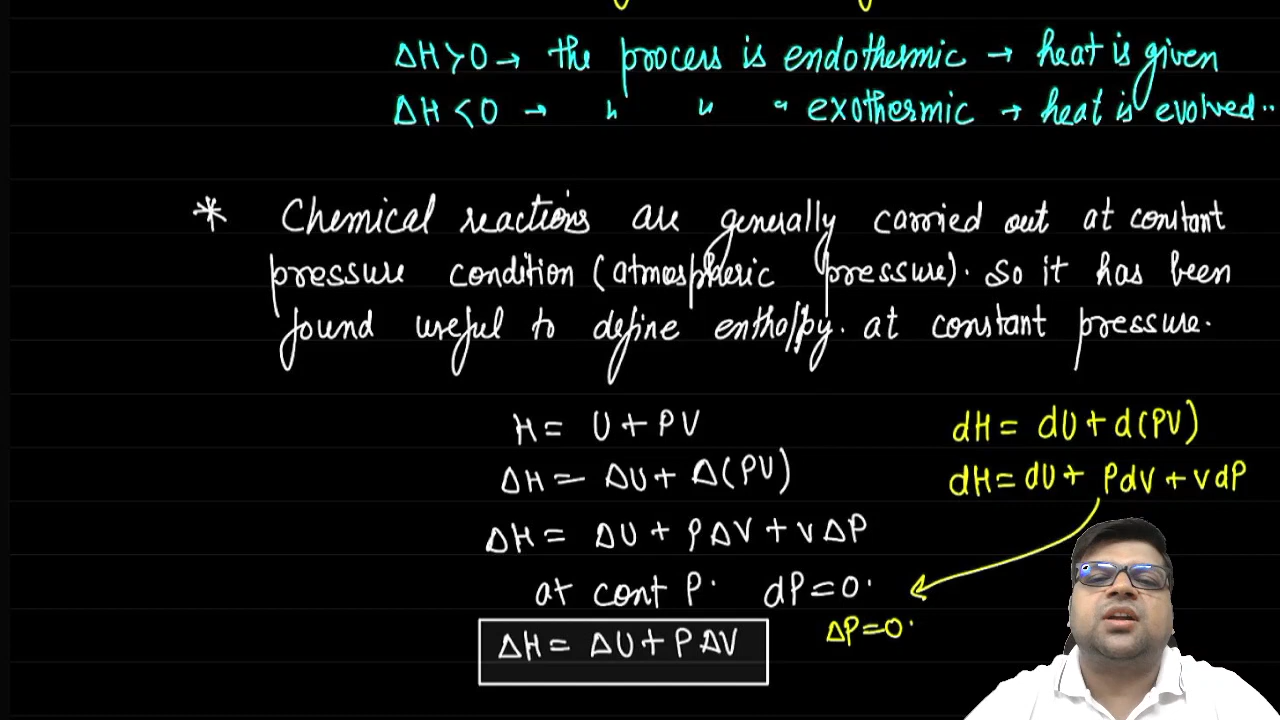 ΔH>0 → the process is endothermic → heat is given
ΔH<0 → " " " exothermic → heat is evolved..
* Chemical reactions are generally carried out at constant
pressure condition (atmospheric pressure). So it has been
found useful to define enthalpy. at constant pressure.
H = U + PV
dH = dU + d(PV)
ΔH = ΔU + Δ(PV)
dH = dU + PdV + VdP
ΔH = ΔU + PΔV + VΔP
at cont P. dP=0.
ΔP=0.
ΔH = ΔU + PΔV